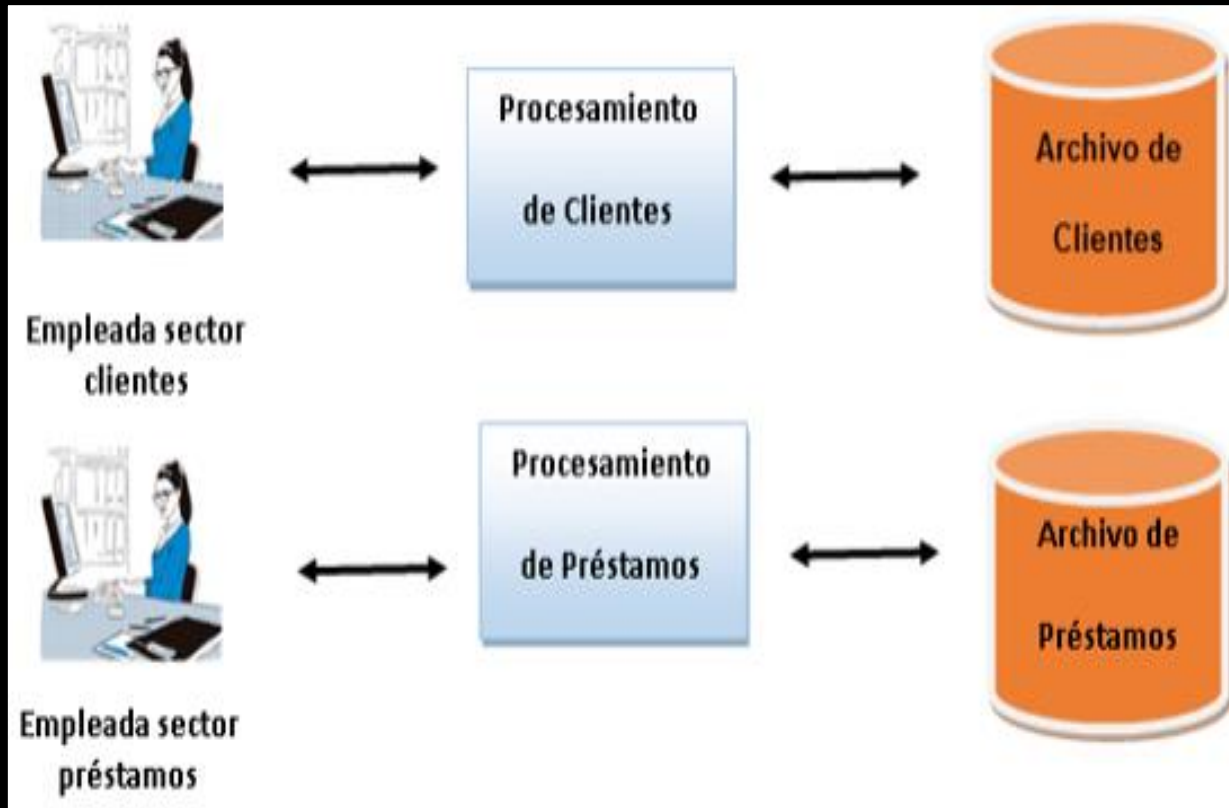 Procesamiento
de Clientes
Archivo de
Clientes
Empleada sector
clientes
Procesamiento
de Préstamos
Archivo de
Préstamos
Empleada sector
préstamos